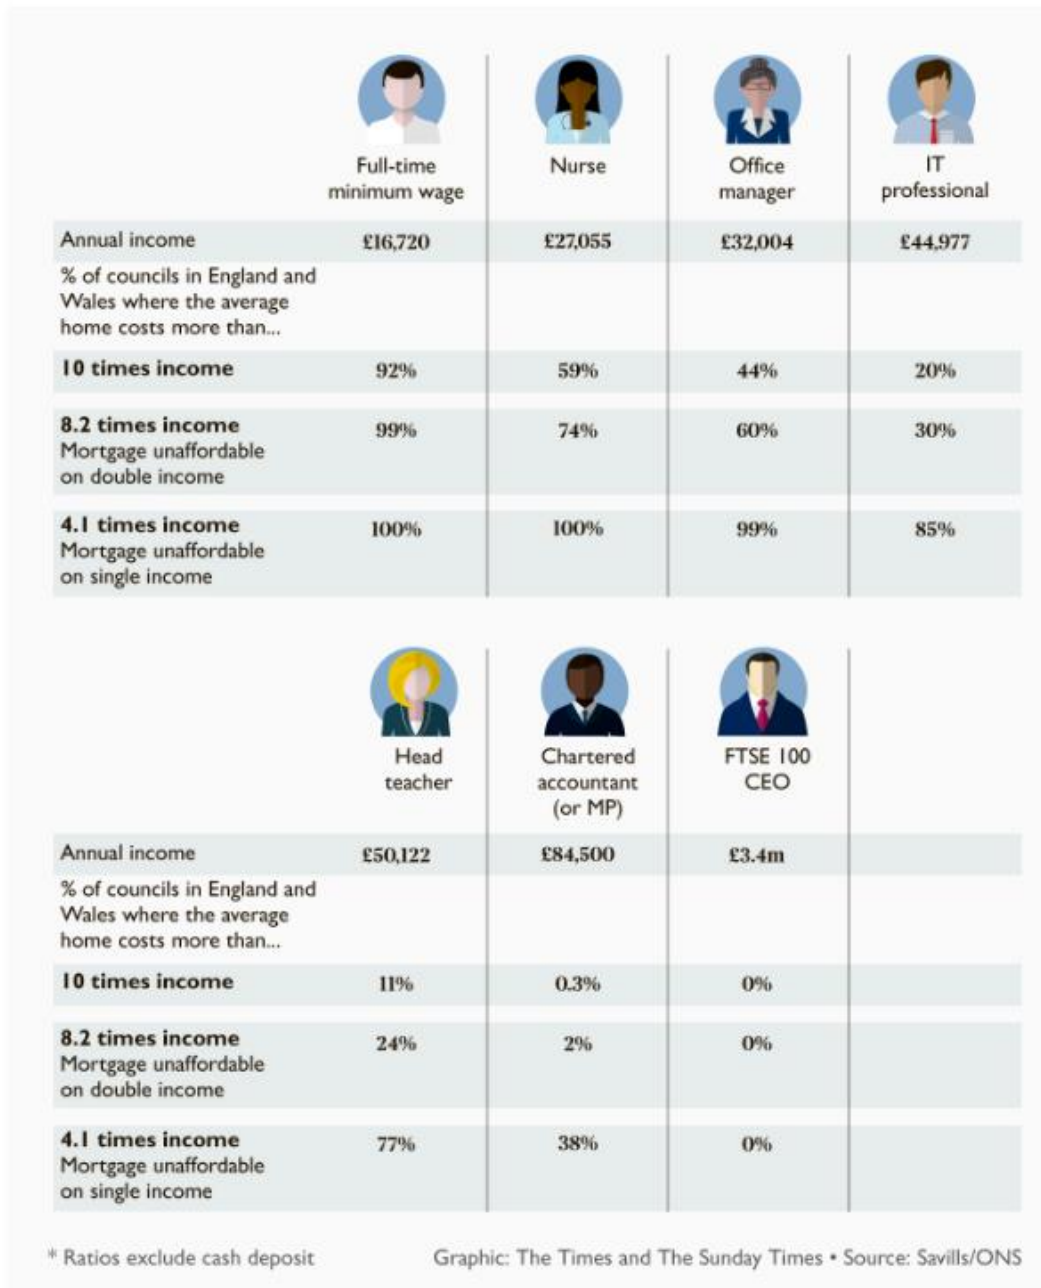 Full-time
minimum wage
Nurse
Office
manager
IT
professional
Annual income £16,720 £27,055 £32,004 £44,977
% of councils in England and
Wales where the average
home costs more than...
10 times income 92% 59% 44% 20%
8.2 times income 99% 74% 60% 30%
Mortgage unaffordable
on double income
4.1 times income 100% 100% 99% 85%
Mortgage unaffordable
on single income
Head
teacher
Chartered
accountant
(or MP)
FTSE 100
CEO
Annual income £50,122 £84,500 £3.4m
% of councils in England and
Wales where the average
home costs more than...
10 times income 11% 0.3% 0%
8.2 times income 24% 2% 0%
Mortgage unaffordable
on double income
4.1 times income 77% 38% 0%
Mortgage unaffordable
on single income
* Ratios exclude cash deposit Graphic: The Times and The Sunday Times • Source: Savills/ONS